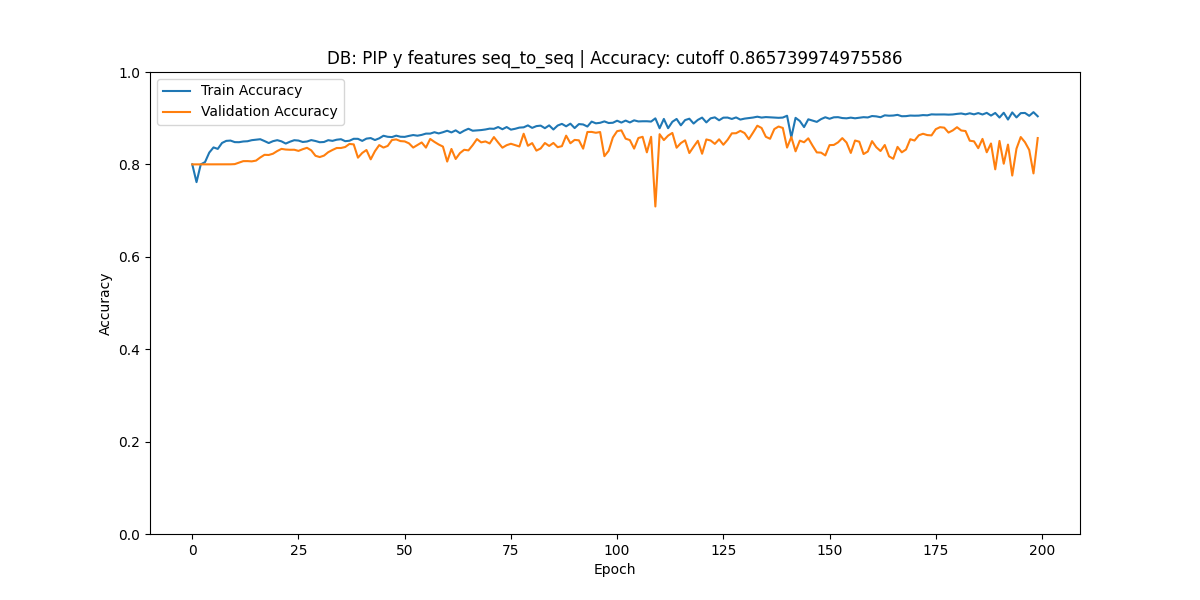 DB: PIP y features seq_to_seq | Accuracy: cutoff 0.865739974975586
Train Accuracy
Validation Accuracy
Accuracy
1.0
0.8
0.6
0.4
0.2
0.0
0 25 50 75 100 125 150 175 200
Epoch